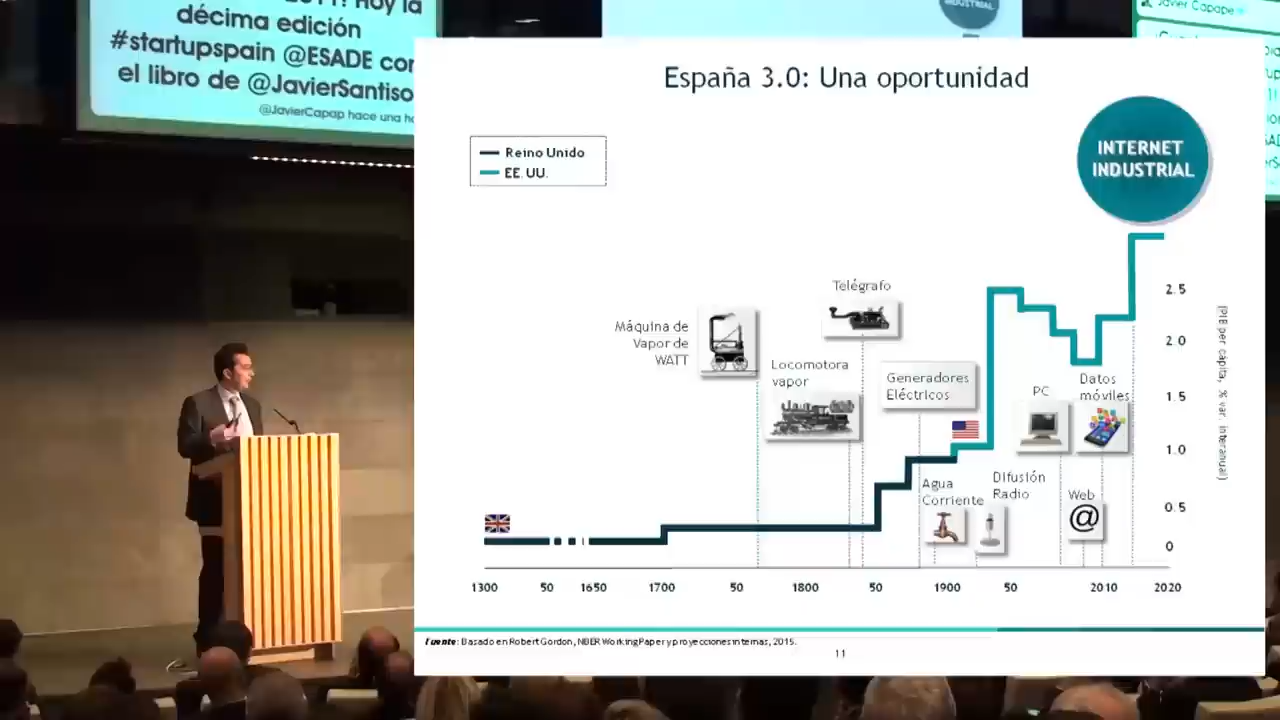 Hoy la
décima edición
#startupspain @ESADE con
el libro de @JavierSantiso
@JavierCapap hace una ho
INDUSTRIAL
Javier Capape
España 3.0: Una oportunidad
Reino Unido
EE. UU.
INTERNET
INDUSTRIAL
Telégrafo
Máquina de
Vapor de
WATT
Locomotora
vapor
Generadores
Eléctricos
PC
Datos
móviles
Agua
Corriente
Difusión
Radio
Web
@
2.5
2.0
1.5
1.0
0.5
0
(PIB per cápita, % var. interanual)
1300 50 1650 1700 50 1800 50 1900 50 2010 2020
Fuente: Basado en Robert Gordon, NBER Working Paper y proyecciones internas, 2015.
11